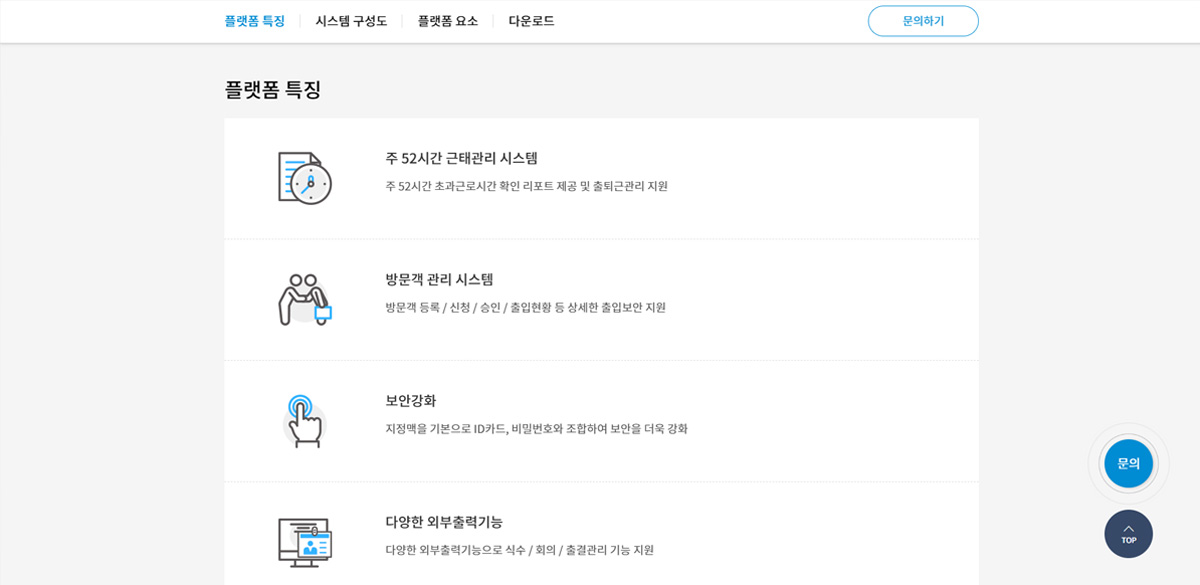 플랫폼 특징 시스템 구성도 플랫폼 요소 다운로드 문의하기
플랫폼 특징
주 52시간 근태관리 시스템
주 52시간 초과근로시간 확인 리포트 제공 및 출퇴근관리 지원
방문객 관리 시스템
방문객 등록 / 신청 / 승인 / 출입현황 등 상세한 출입보안 지원
보안강화
지정맥을 기본으로 ID카드, 비밀번호와 조합하여 보안을 더욱 강화
문의
다양한 외부출력기능
TOP
다양한 외부출력기능으로 식수 / 회의 / 출결관리 기능 지원